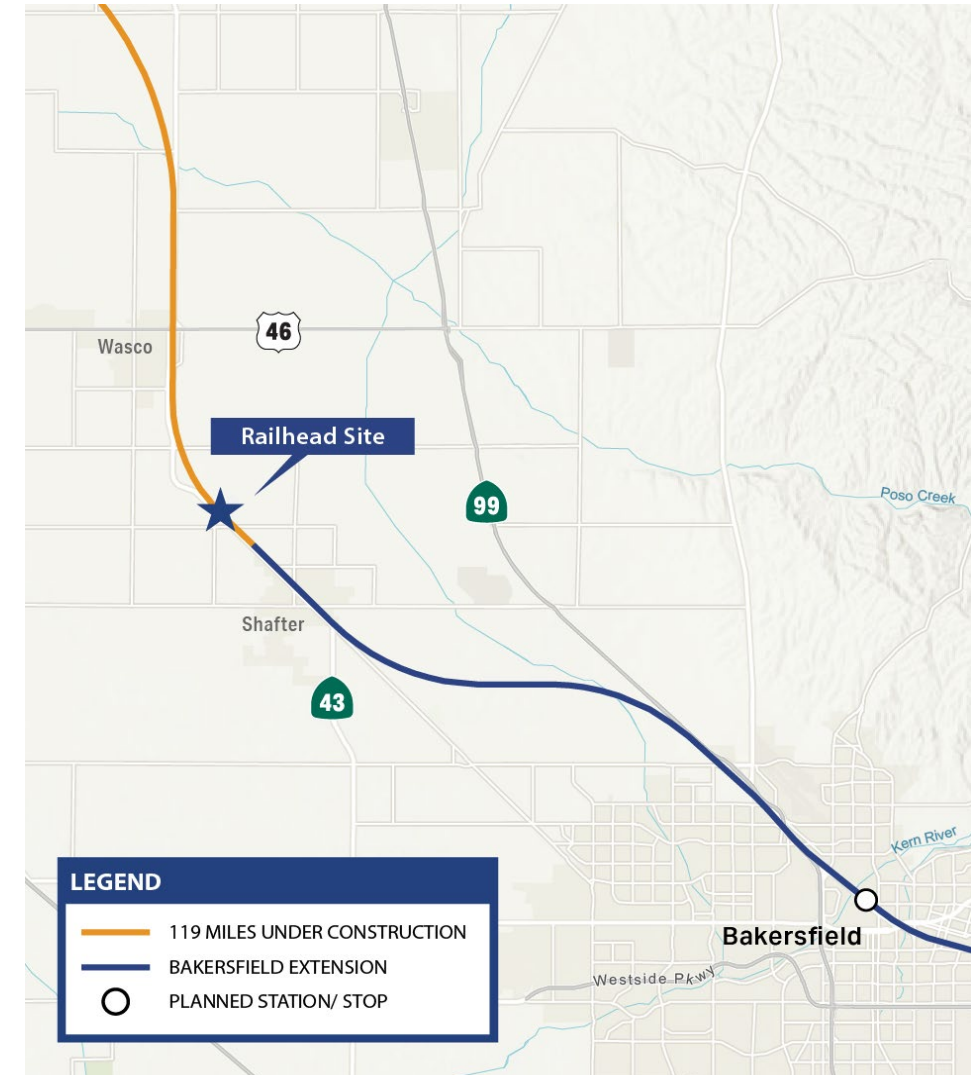 46
Wasco
Railhead Site
99
Poso Creek
Shafter
43
Kern River
Bakersfield
Westside Pkwy
LEGEND
119 MILES UNDER CONSTRUCTION
BAKERSFIELD EXTENSION
PLANNED STATION/ STOP